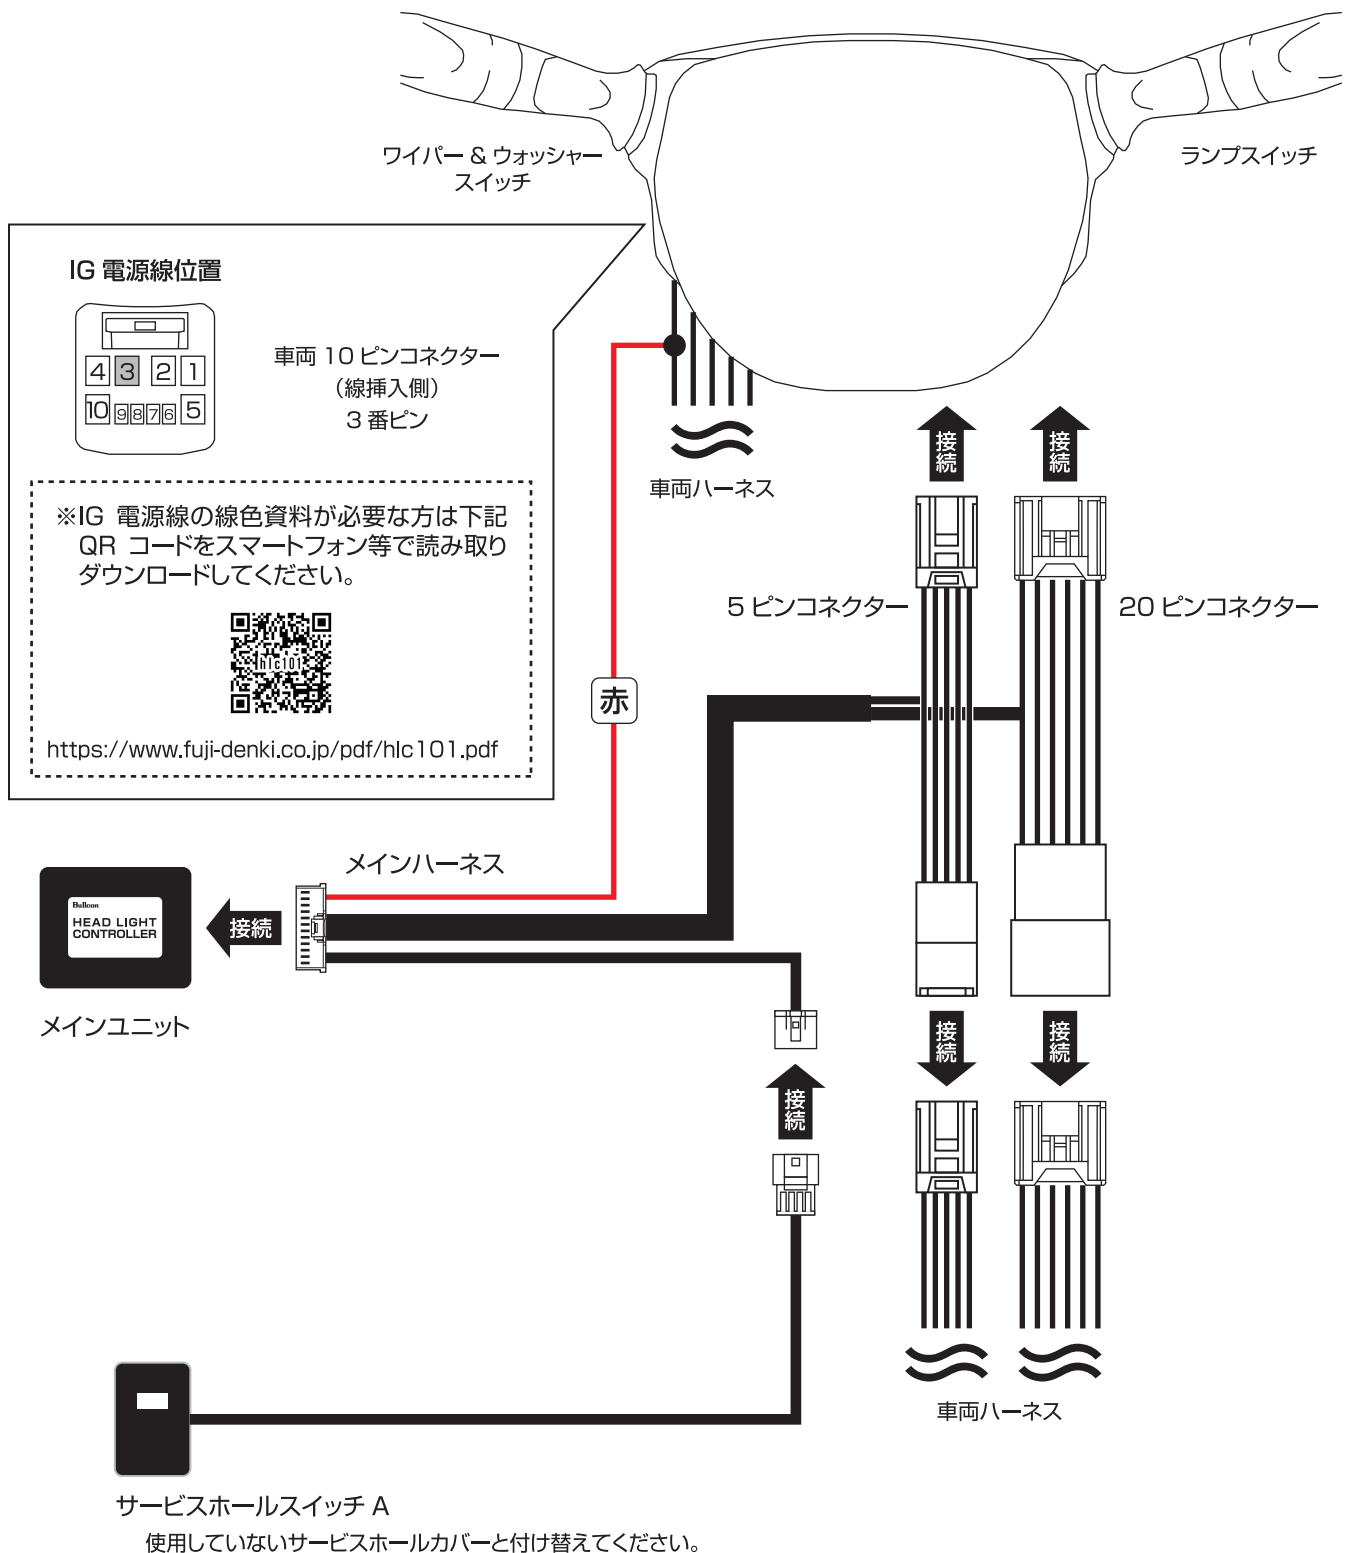 ワイパー & ウォッシャー
スイッチ
ランプスイッチ
IG 電源線位置
4 3 2 1
10 9 8 7 6 5
車両 10 ピンコネクター
(線挿入側)
3 番ピン
※IG 電源線の線色資料が必要な方は下記
QR コードをスマートフォン等で読み取り
ダウンロードしてください。
hlc101
https://www.fuji-denki.co.jp/pdf/hlc101.pdf
車両ハーネス
接続
接続
5 ピンコネクター
20 ピンコネクター
赤
メインハーネス
Bullcon
HEAD LIGHT
CONTROLLER
接続
メインユニット
接続
接続
接続
車両ハーネス
サービスホールスイッチ A
使用していないサービスホールカバーと付け替えてください。